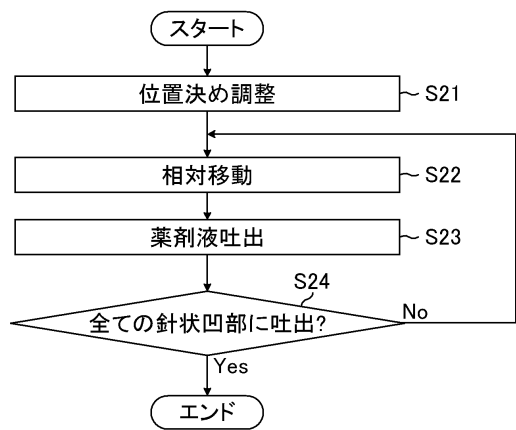 スタート
位置決め調整 S21
相対移動 S22
薬剤液吐出 S23
S24
全ての針状凹部に吐出?
No
Yes
エンド